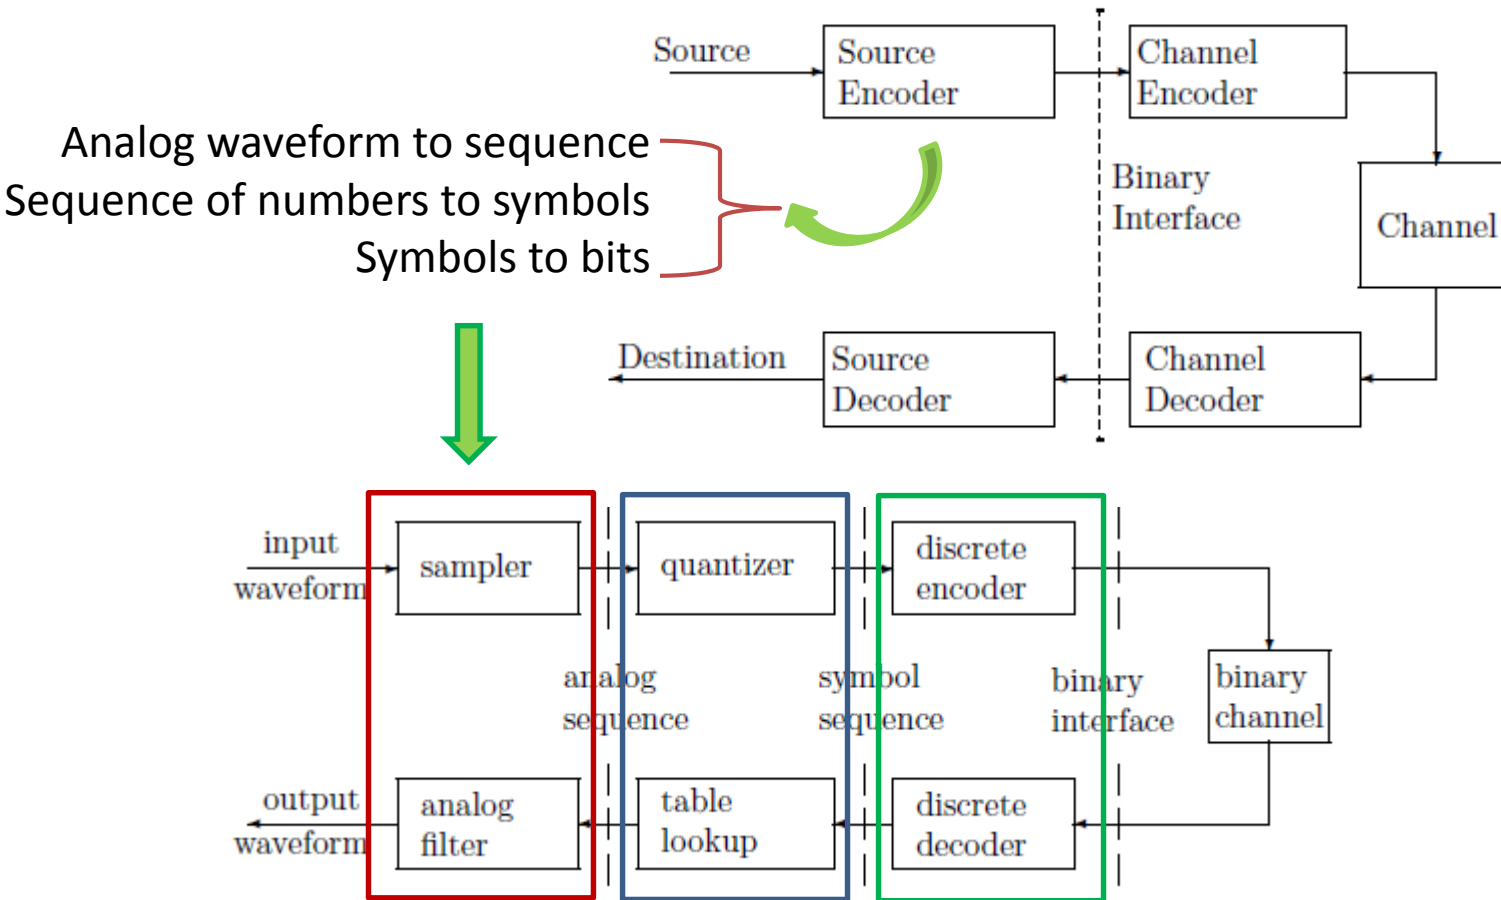 Source
Source
Encoder
Channel
Encoder
Analog waveform to sequence
Sequence of numbers to symbols
Symbols to bits
Binary
Interface
Channel
Destination
Source
Decoder
Channel
Decoder
input
waveform
sampler
quantizer
discrete
encoder
analog
sequence
symbol
sequence
binary
interface
binary
channel
output
waveform
analog
filter
table
lookup
discrete
decoder